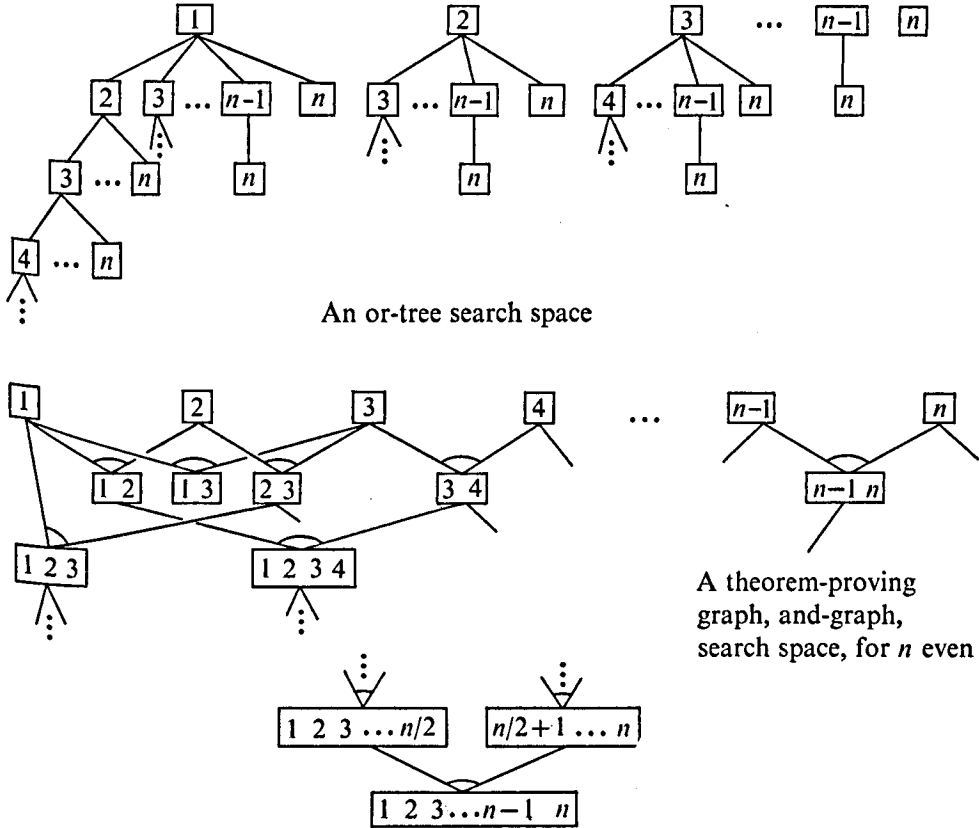 1 2 3 ... n−1 n
2 3 ... n−1 n 3 ... n−1 n 4 ... n−1 n n
3 ... n n n n
4 ... n
An or-tree search space
1 2 3 4 ... n−1 n
1 2 1 3 2 3 3 4 n−1 n
1 2 3 1 2 3 4
A theorem-proving
graph, and-graph,
search space, for n even
1 2 3 ... n/2 n/2+1 ... n
1 2 3...n−1 n